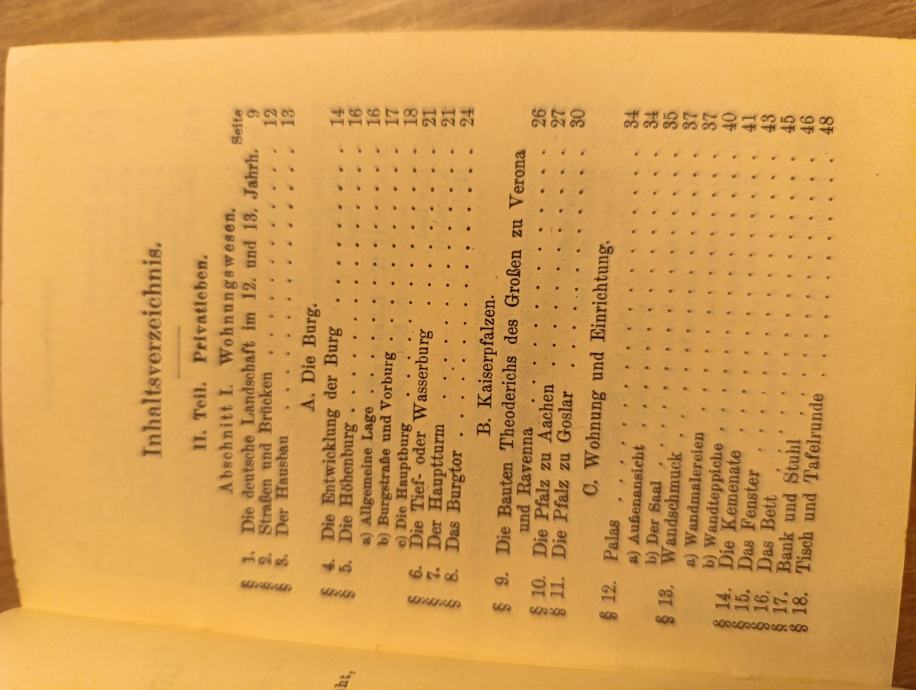 Inhaltsverzeichnis.
II. Teil. Privatleben.
Abschnitt I. Wohnungswesen.
Seite
§ 1. Die deutsche Landschaft im 12. und 13. Jahrh. 9
§ 2. Straßen und Brücken . . . . . . . . 12
§ 3. Der Hausbau . . . . . . . . . . 13
A. Die Burg.
§ 4. Die Entwicklung der Burg . . . . . . . 14
§ 5. Die Höhenburg . . . . . . . . . . 16
a) Allgemeine Lage . . . . . . . . . 16
b) Burgstraße und Vorburg . . . . . . . 17
c) Die Hauptburg . . . . . . . . . 18
§ 6. Die Tief- oder Wasserburg . . . . . . . 21
§ 7. Der Hauptturm . . . . . . . . . . 21
§ 8. Das Burgtor . . . . . . . . . . 24
B. Kaiserpfalzen.
§ 9. Die Bauten Theoderichs des Großen zu Verona
und Ravenna . . . . . . . . . . 26
§ 10. Die Pfalz zu Aachen . . . . . . . . 27
§ 11. Die Pfalz zu Goslar . . . . . . . . 30
C. Wohnung und Einrichtung.
§ 12. Palas . . . . . . . . . . . . 34
a) Außenansicht . . . . . . . . . . 34
b) Der Saal . . . . . . . . . . . 35
§ 13. Wandschmuck . . . . . . . . . . 37
a) Wandmalereien . . . . . . . . . 37
b) Wandteppiche . . . . . . . . . . 40
§ 14. Die Kemenate . . . . . . . . . . 41
§ 15. Das Fenster . . . . . . . . . . 43
§ 16. Das Bett . . . . . . . . . . . 45
§ 17. Bank und Stuhl . . . . . . . . . 46
§ 18. Tisch und Tafelrunde . . . . . . . . 48
ht,